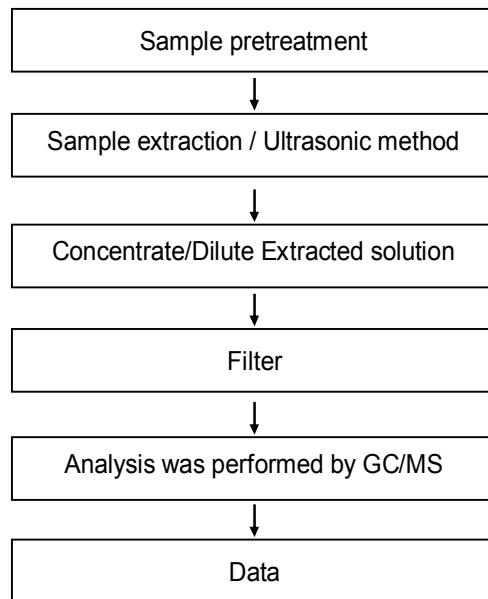 Sample pretreatment
Sample extraction / Ultrasonic method
Concentrate/Dilute Extracted solution
Filter
Analysis was performed by GC/MS
Data